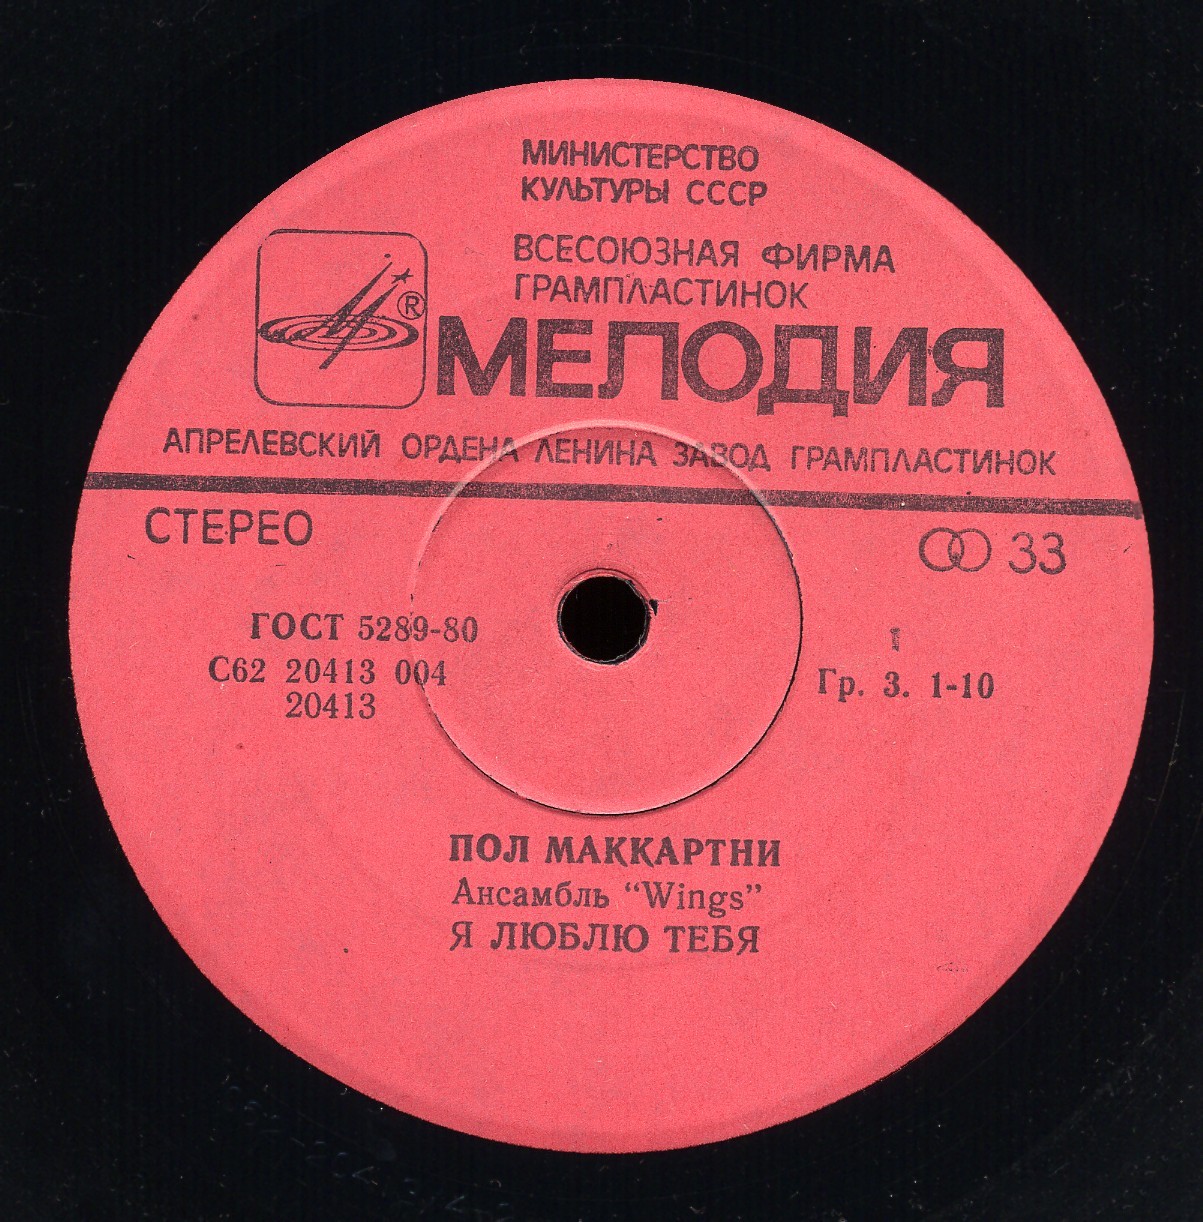 МИНИСТЕРСТВО
КУЛЬТУРЫ СССР
ВСЕСОЮЗНАЯ ФИРМА
ГРАМПЛАСТИНОК
®
МЕЛОДИЯ
АПРЕЛЕВСКИЙ ОРДЕНА ЛЕНИНА ЗАВОД ГРАМПЛАСТИНОК
СТЕРЕО
33
ГОСТ 5289-80
С62 20413 004
20413
1
Гр. 3. 1-10
ПОЛ МАККАРТНИ
Ансамбль "Wings"
Я ЛЮБЛЮ ТЕБЯ